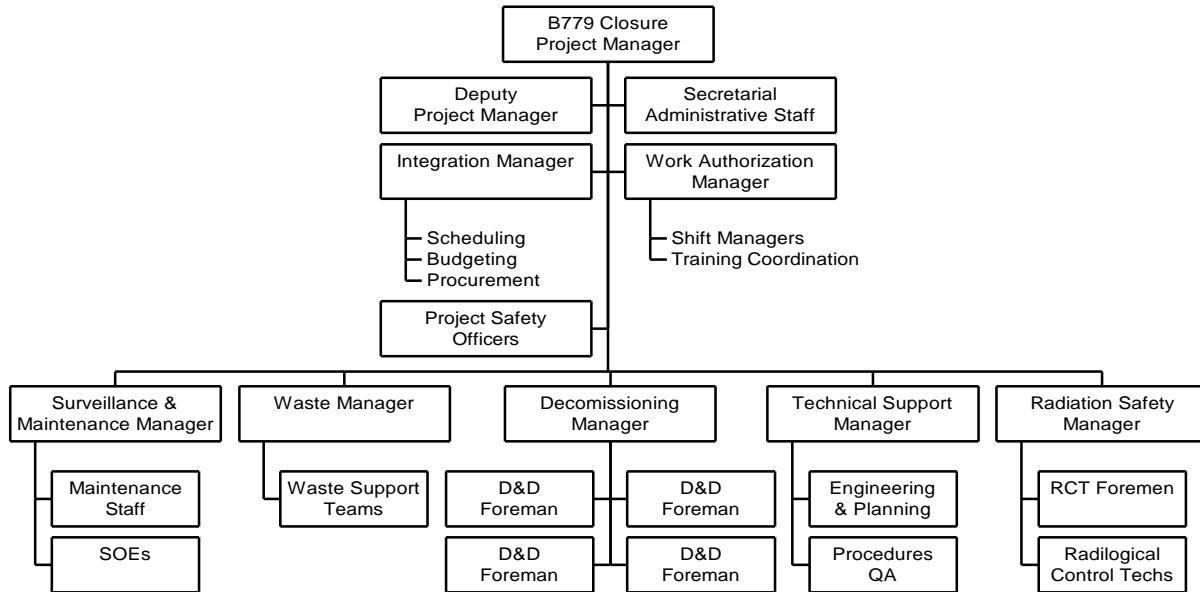 B779 Closure
Project Manager
Deputy
Project Manager
Secretarial
Administrative Staff
Integration Manager
Work Authorization
Manager
Scheduling
Budgeting
Procurement
Shift Managers
Training Coordination
Project Safety
Officers
Surveillance &
Maintenance Manager
Waste Manager
Decomissioning
Manager
Technical Support
Manager
Radiation Safety
Manager
Maintenance
Staff
SOEs
Waste Support
Teams
D&D
Foreman
D&D
Foreman
D&D
Foreman
D&D
Foreman
Engineering
& Planning
Procedures
QA
RCT Foremen
Radilogical
Control Techs